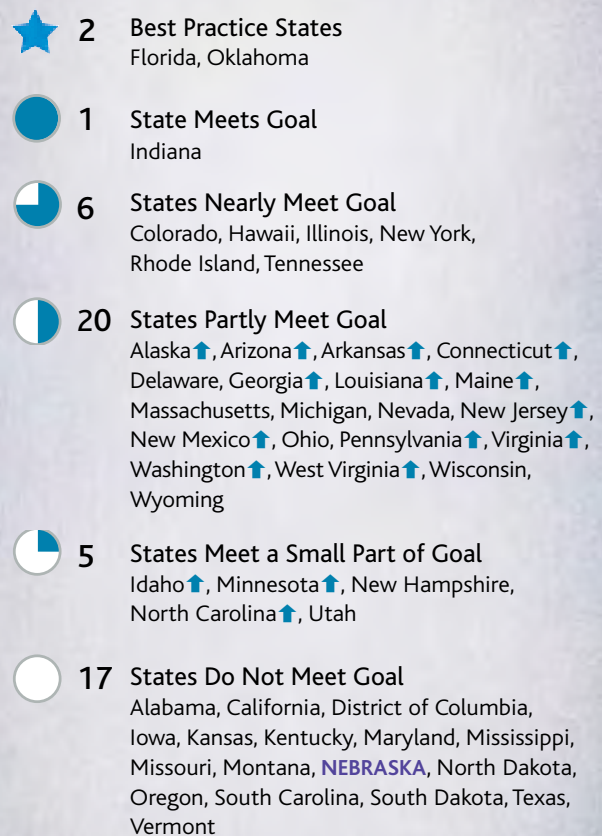 2 Best Practice States
Florida, Oklahoma
1 State Meets Goal
Indiana
6 States Nearly Meet Goal
Colorado, Hawaii, Illinois, New York,
Rhode Island, Tennessee
20 States Partly Meet Goal
Alaska⬆, Arizona⬆, Arkansas⬆, Connecticut⬆,
Delaware, Georgia⬆, Louisiana⬆, Maine⬆,
Massachusetts, Michigan, Nevada, New Jersey⬆,
New Mexico⬆, Ohio, Pennsylvania⬆, Virginia⬆,
Washington⬆, West Virginia⬆, Wisconsin,
Wyoming
5 States Meet a Small Part of Goal
Idaho⬆, Minnesota⬆, New Hampshire,
North Carolina⬆, Utah
17 States Do Not Meet Goal
Alabama, California, District of Columbia,
Iowa, Kansas, Kentucky, Maryland, Mississippi,
Missouri, Montana, NEBRASKA, North Dakota,
Oregon, South Carolina, South Dakota, Texas,
Vermont